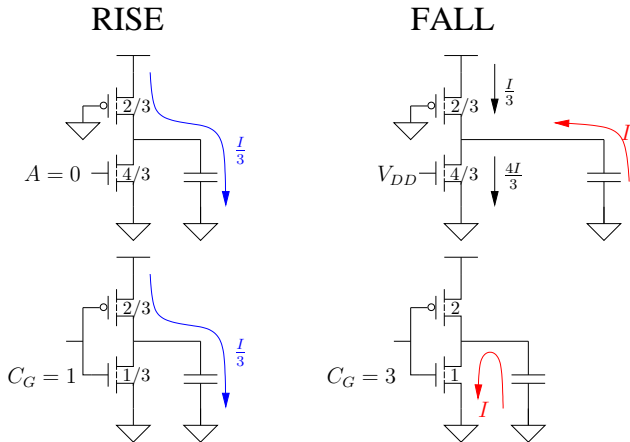 RISE
FALL
2/3
I/3
A = 0
4/3
2/3
I/3
I
V_DD
4/3
4I/3
2/3
I/3
C_G = 1
1/3
2
C_G = 3
1
I